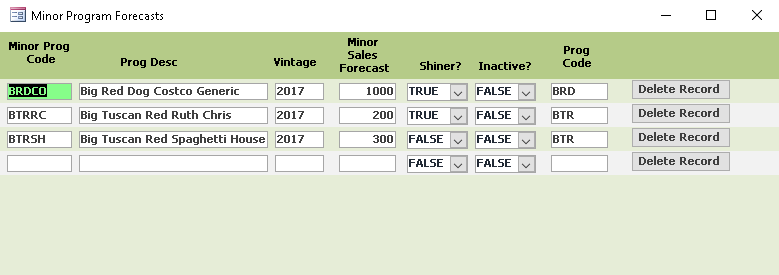 Minor Program Forecasts
Minor Prog Code Prog Desc Vintage Minor Sales Forecast Shiner? Inactive? Prog Code
BRDCO Big Red Dog Costco Generic 2017 1000 TRUE FALSE BRD Delete Record
BTRRC Big Tuscan Red Ruth Chris 2017 200 TRUE FALSE BTR Delete Record
BTRSH Big Tuscan Red Spaghetti House 2017 300 FALSE FALSE BTR Delete Record
FALSE FALSE Delete Record